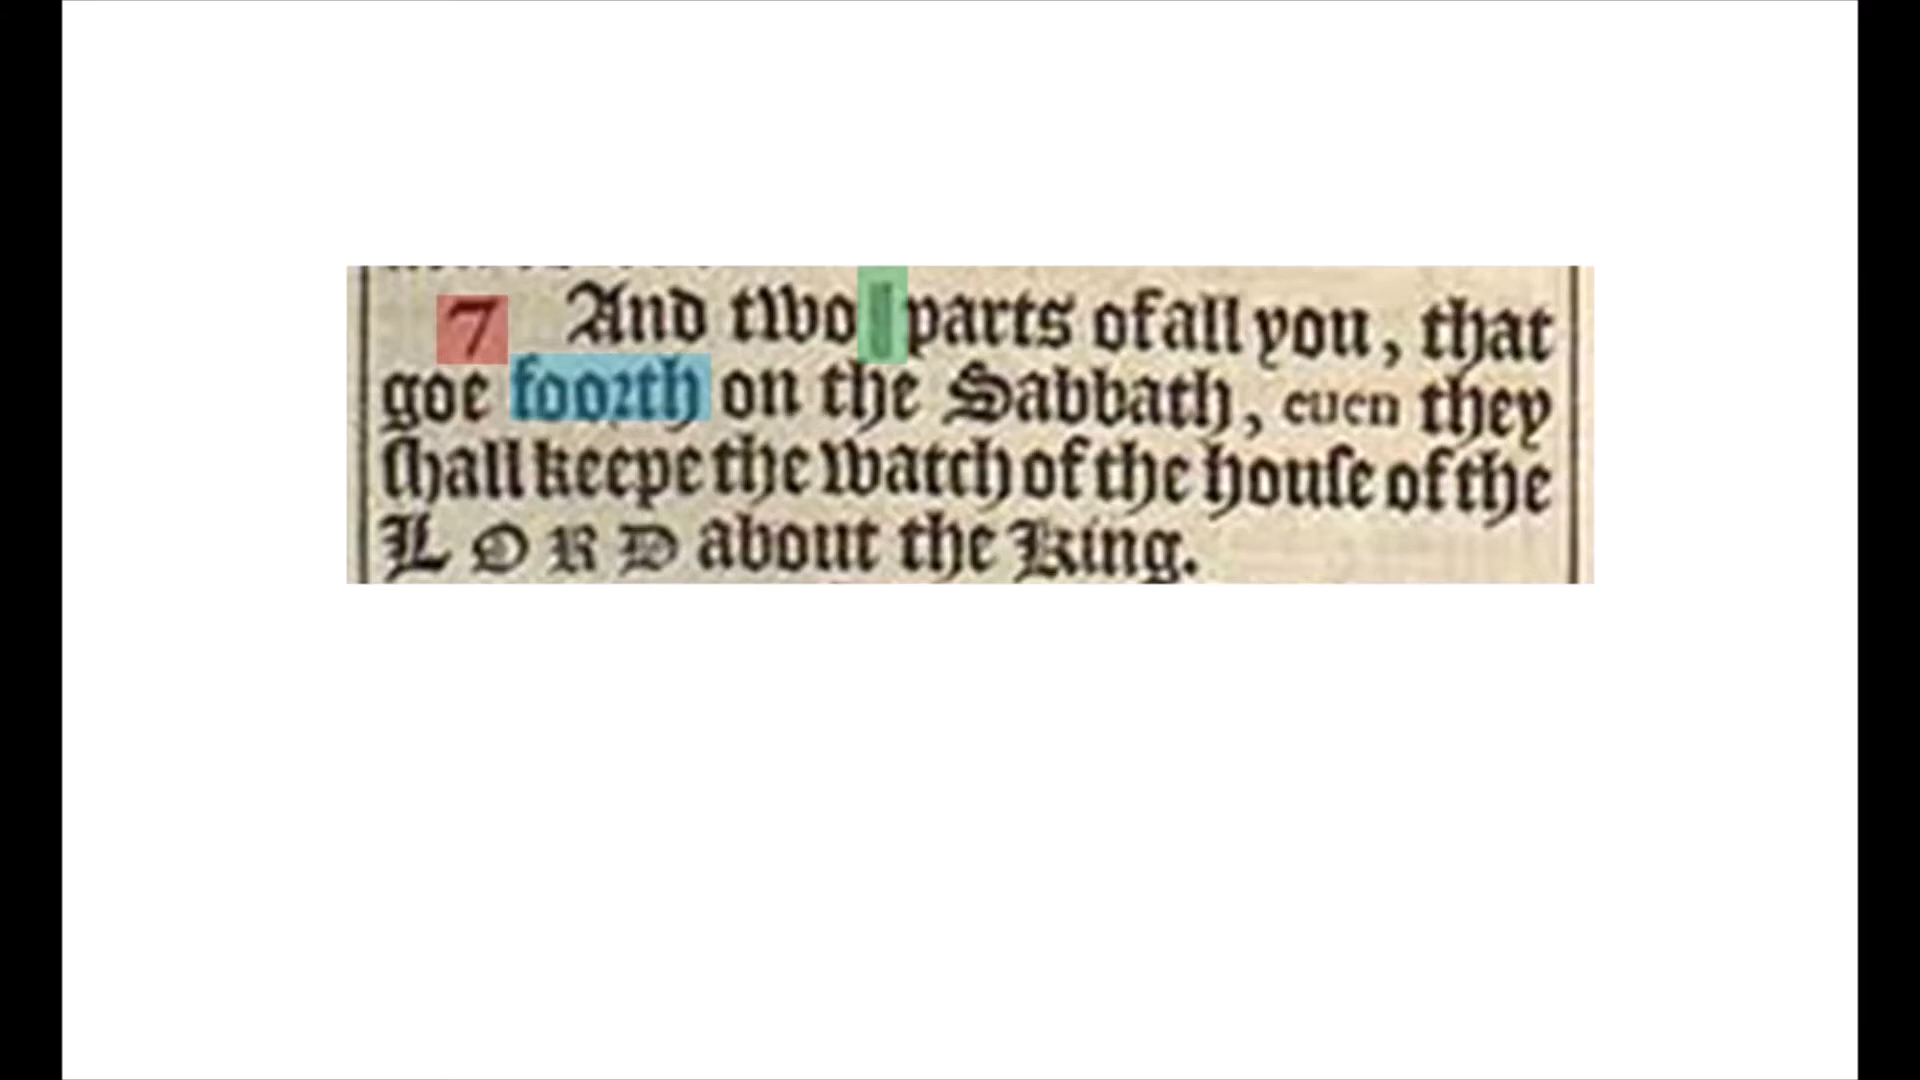 7 And two ‖ parts of all you, that
goe foorth on the Sabbath, euen they
ſhall keepe the watch of the houſe of the
LORD about the King.